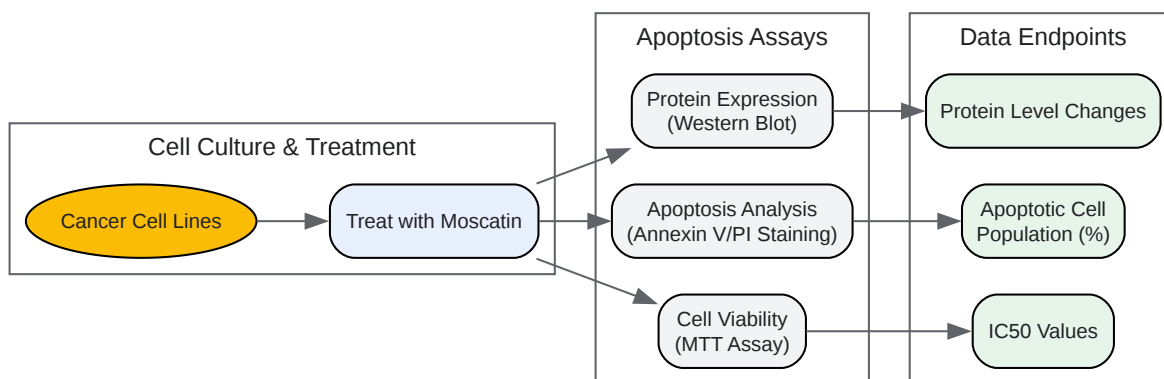 Cell Culture & Treatment
Cancer Cell Lines
Treat with Moscatin
Apoptosis Assays
Protein Expression
(Western Blot)
Apoptosis Analysis
(Annexin V/PI Staining)
Cell Viability
(MTT Assay)
Data Endpoints
Protein Level Changes
Apoptotic Cell
Population (%)
IC50 Values